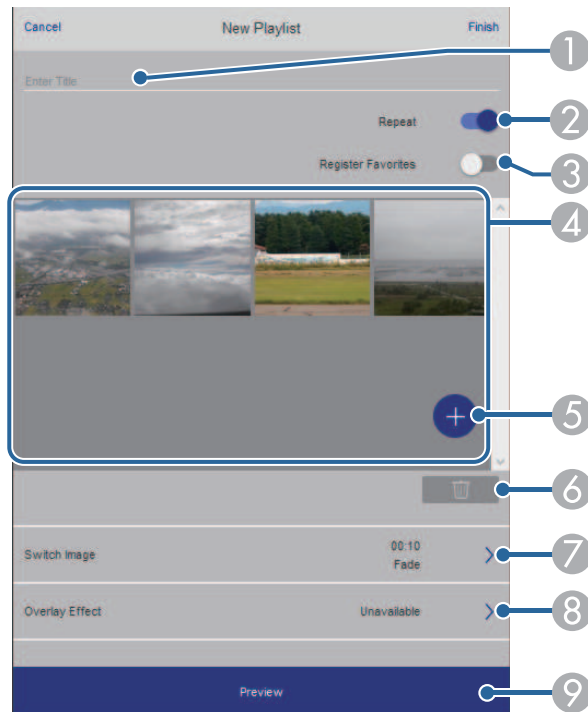 Cancel New Playlist Finish
1
Enter Title
Repeat 2
Register Favorites 3
4
5
6
Switch Image 00:10 Fade 7
Overlay Effect Unavailable 8
Preview 9